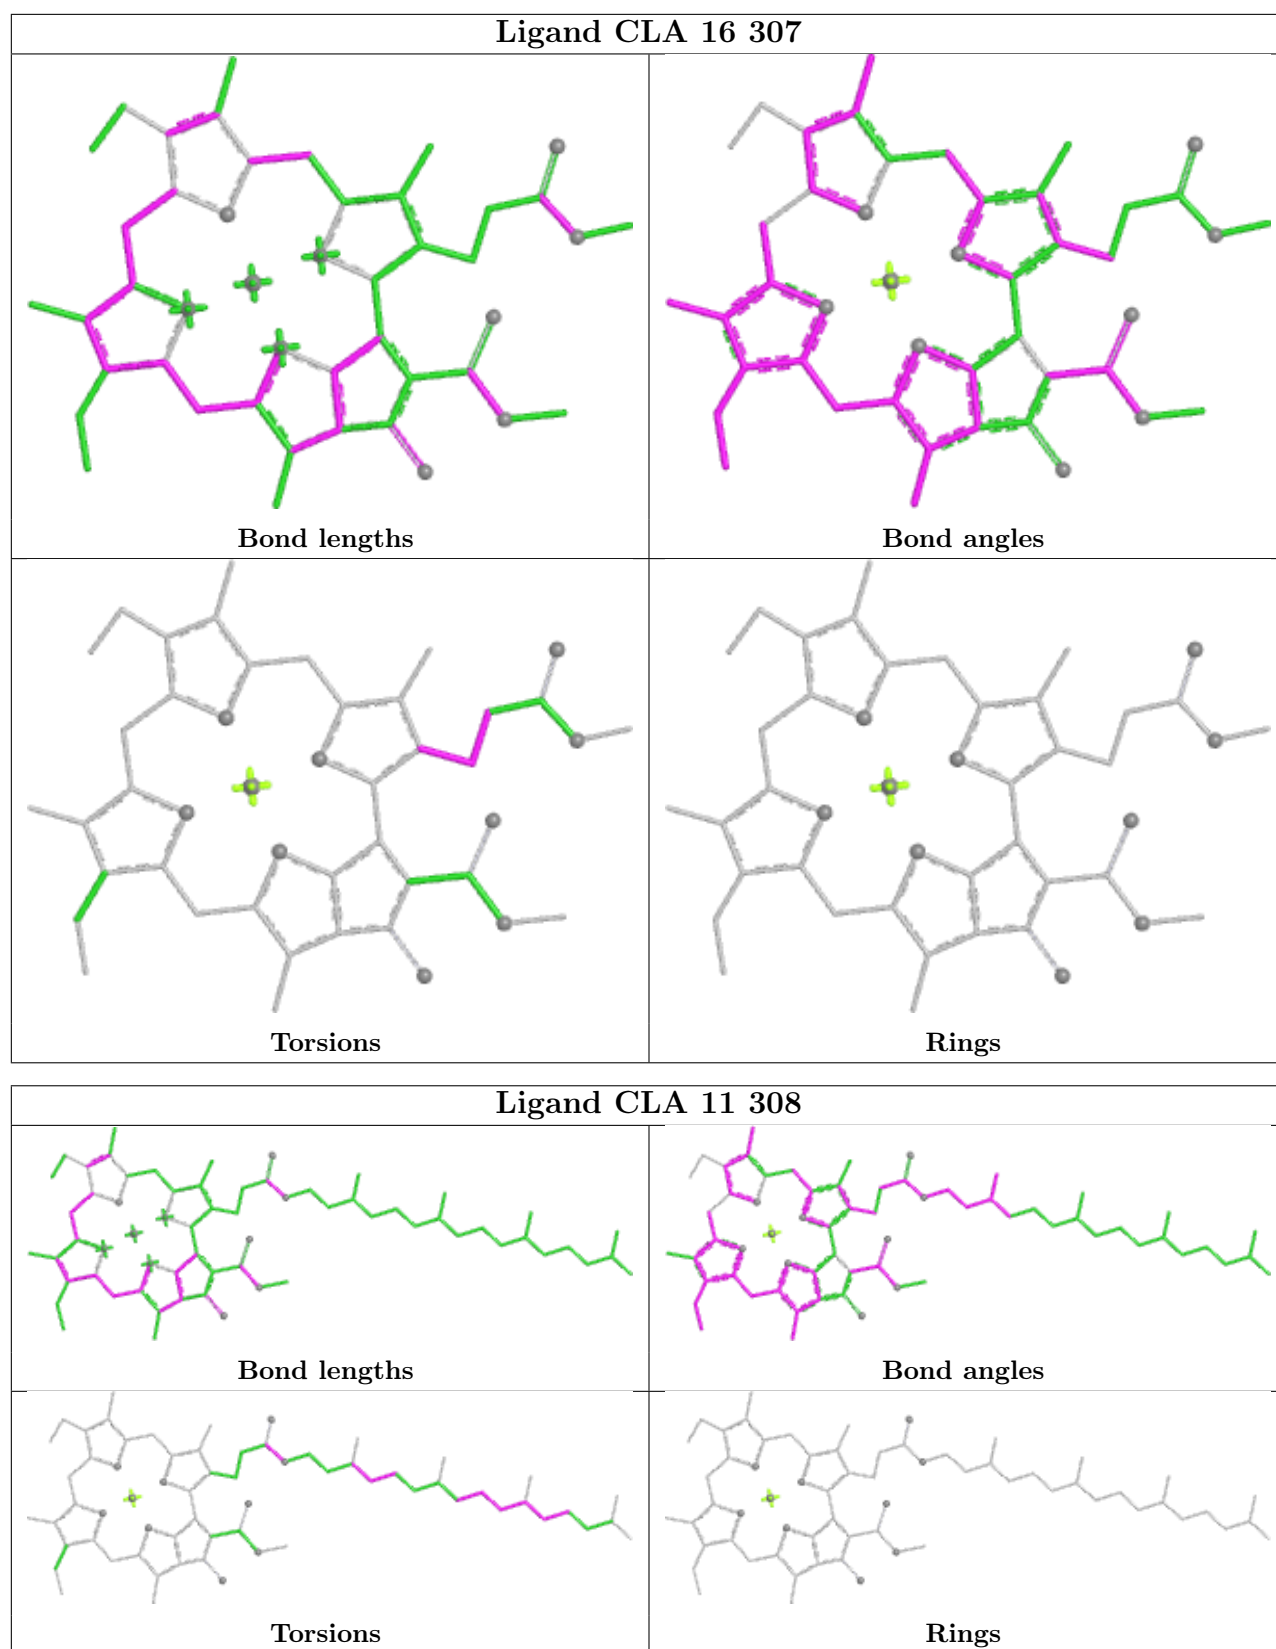 Ligand CLA 16 307
Bond lengths
Bond angles
Torsions
Rings
Ligand CLA 11 308
Bond lengths
Bond angles
Torsions
Rings